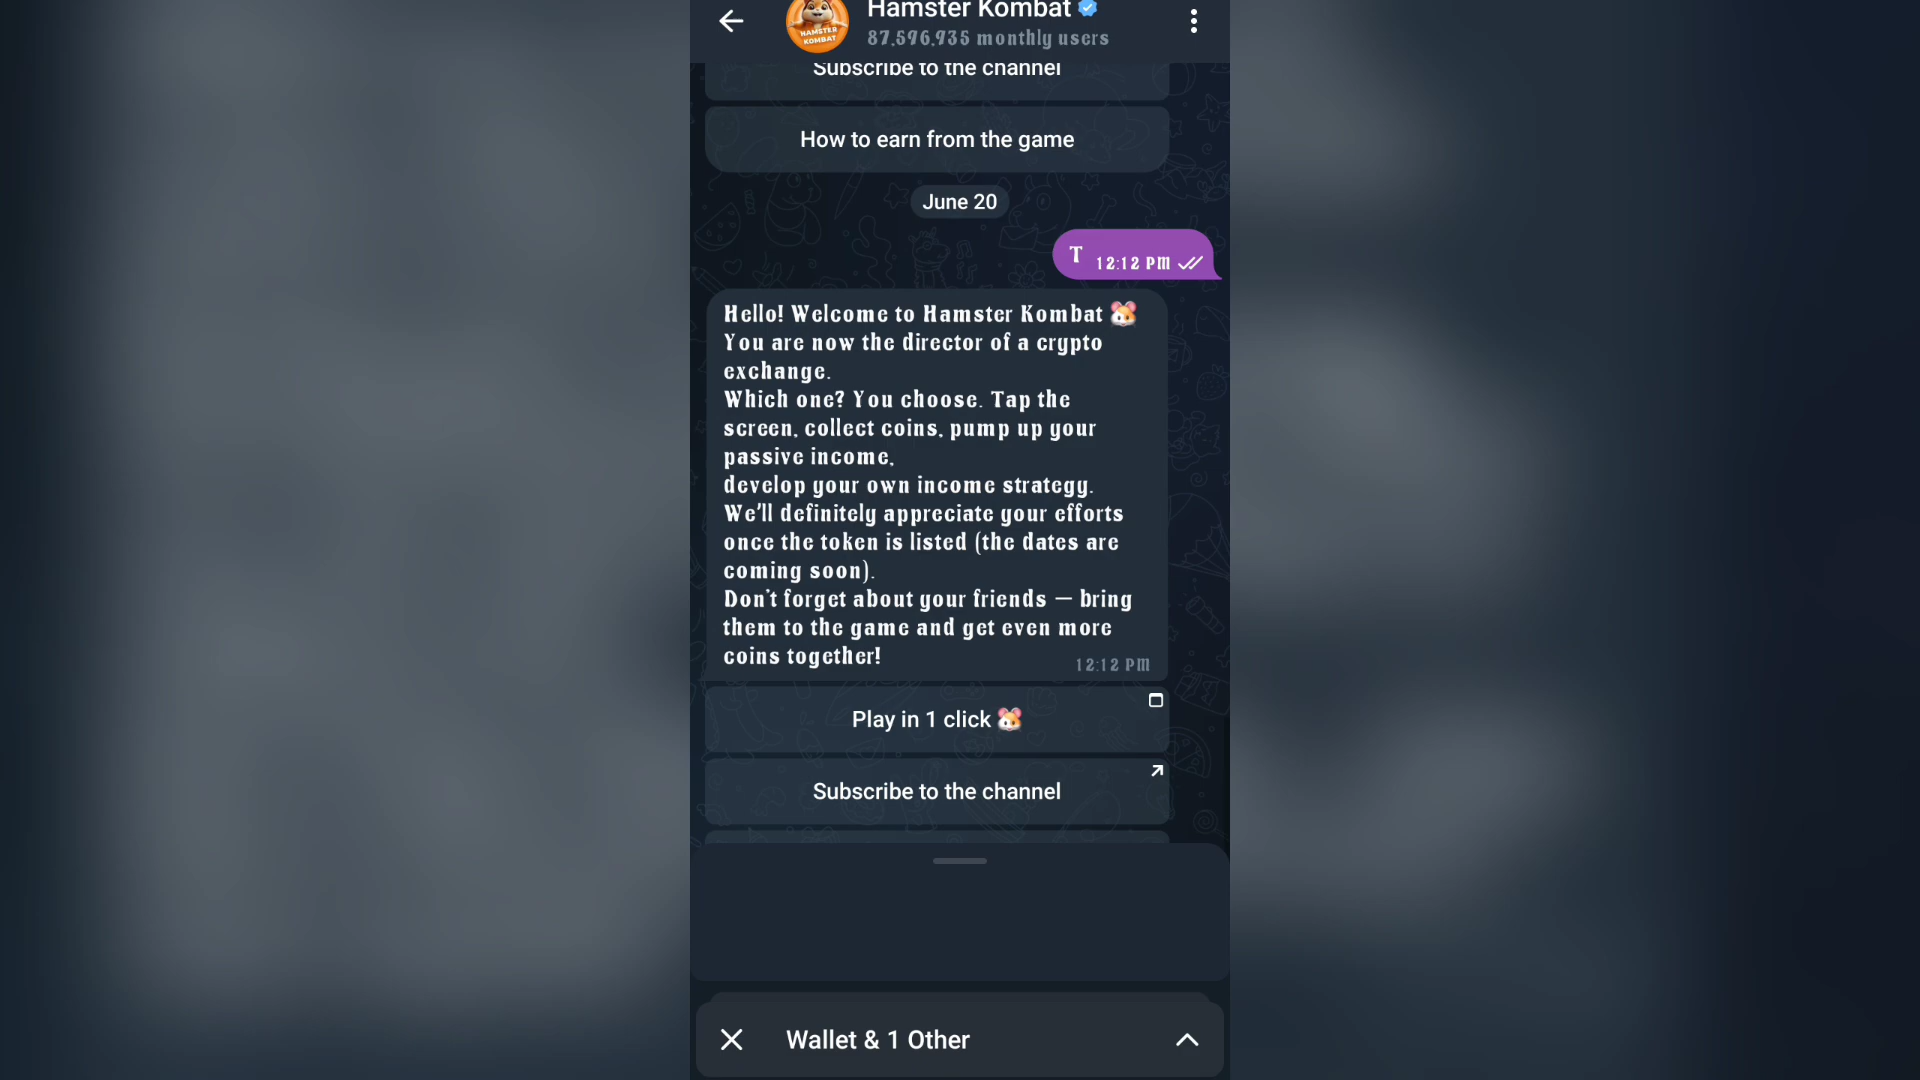 Hamster Kombat
HAMSTER
KOMBAT
87,596,935 monthly users
Subscribe to the channel
How to earn from the game
June 20
T 12:12 PM
Hello! Welcome to Hamster Kombat 🐹
You are now the director of a crypto
exchange.
Which one? You choose. Tap the
screen, collect coins, pump up your
passive income,
develop your own income strategy.
We'll definitely appreciate your efforts
once the token is listed (the dates are
coming soon).
Don't forget about your friends — bring
them to the game and get even more
coins together!
12:12 PM
Play in 1 click 🐹
Subscribe to the channel
Wallet & 1 Other